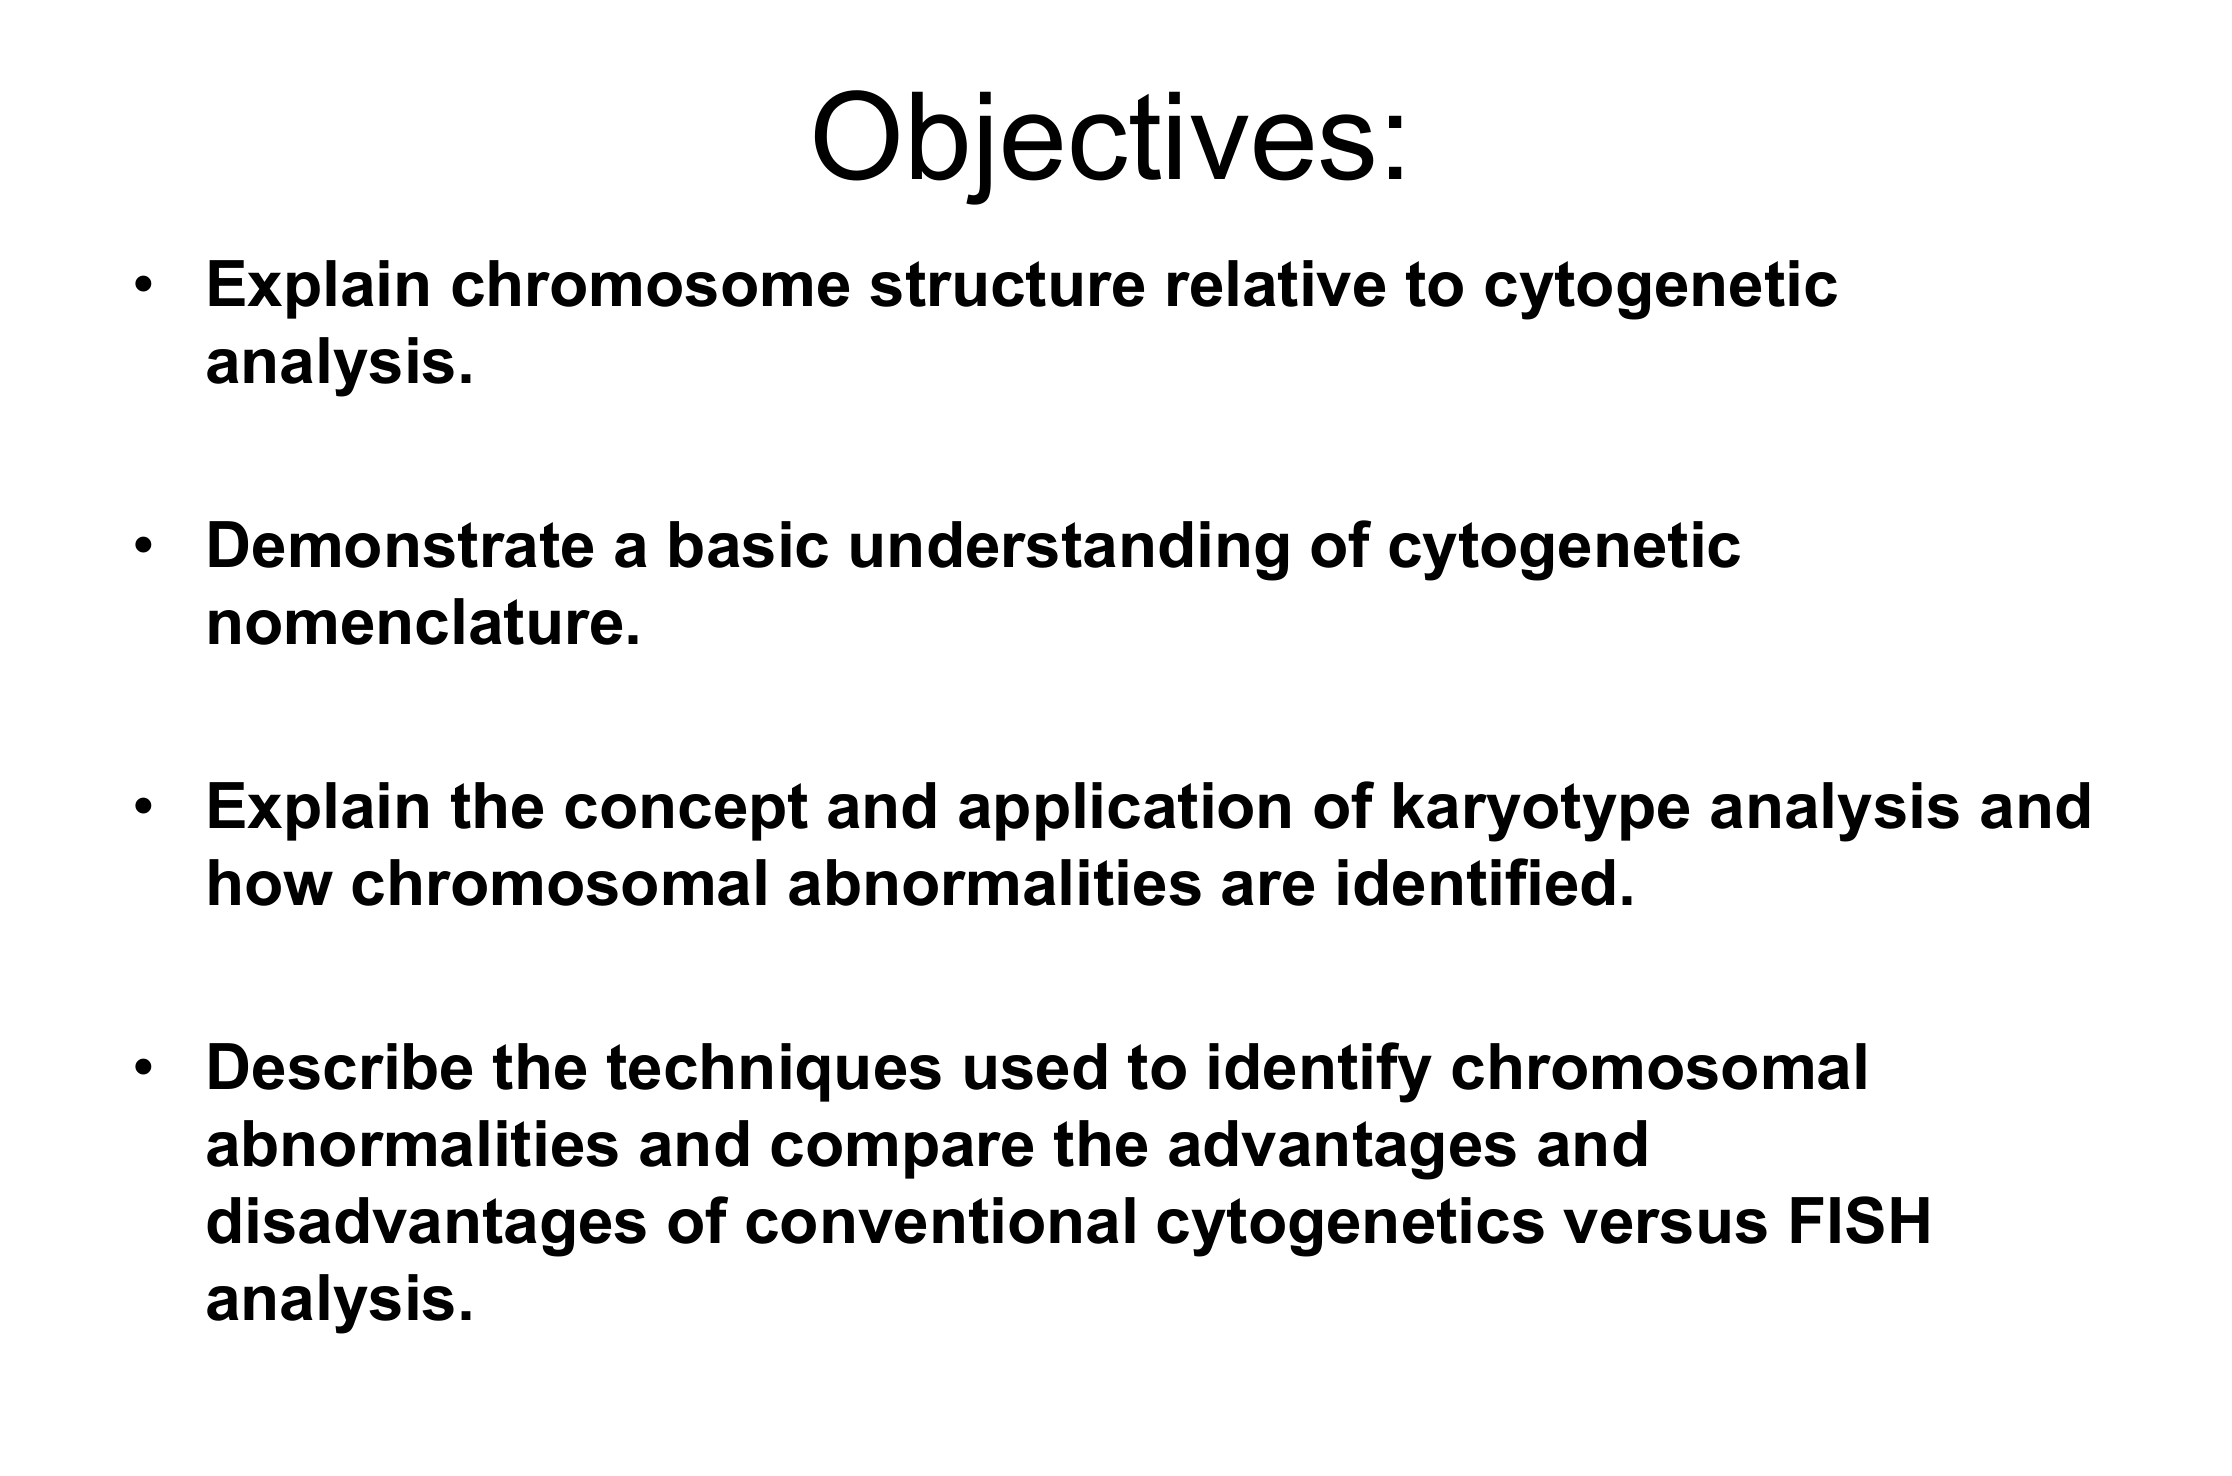 Objectives:
• Explain chromosome structure relative to cytogenetic
analysis.
• Demonstrate a basic understanding of cytogenetic
nomenclature.
• Explain the concept and application of karyotype analysis and
how chromosomal abnormalities are identified.
• Describe the techniques used to identify chromosomal
abnormalities and compare the advantages and
disadvantages of conventional cytogenetics versus FISH
analysis.